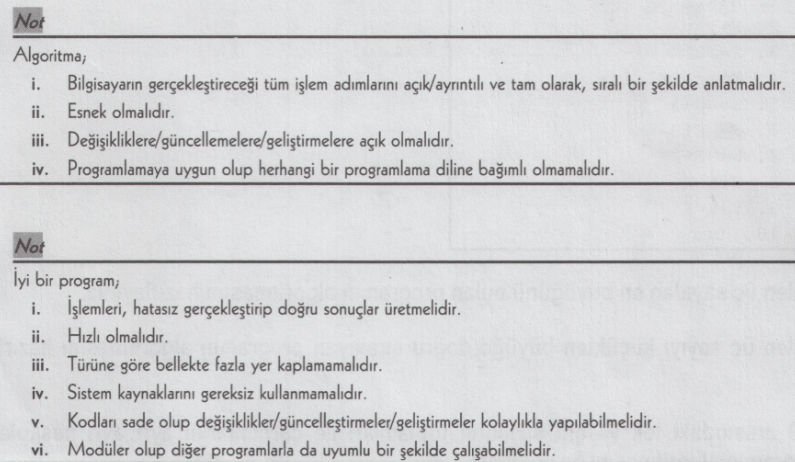 Not
Algoritma;
i. Bilgisayarın gerçekleştireceği tüm işlem adımlarını açık/ayrıntılı ve tam olarak, sıralı bir şekilde anlatmalıdır.
ii. Esnek olmalıdır.
iii. Değişikliklere/güncellemelere/geliştirmelere açık olmalıdır.
iv. Programlamaya uygun olup herhangi bir programlama diline bağımlı olmamalıdır.
Not
İyi bir program;
i. İşlemleri, hatasız gerçekleştirip doğru sonuçlar üretmelidir.
ii. Hızlı olmalıdır.
iii. Türüne göre bellekte fazla yer kaplamamalıdır.
iv. Sistem kaynaklarını gereksiz kullanmamalıdır.
v. Kodları sade olup değişiklikler/güncelleştirmeler/geliştirmeler kolaylıkla yapılabilmelidir.
vi. Modüler olup diğer programlarla da uyumlu bir şekilde çalışabilmelidir.